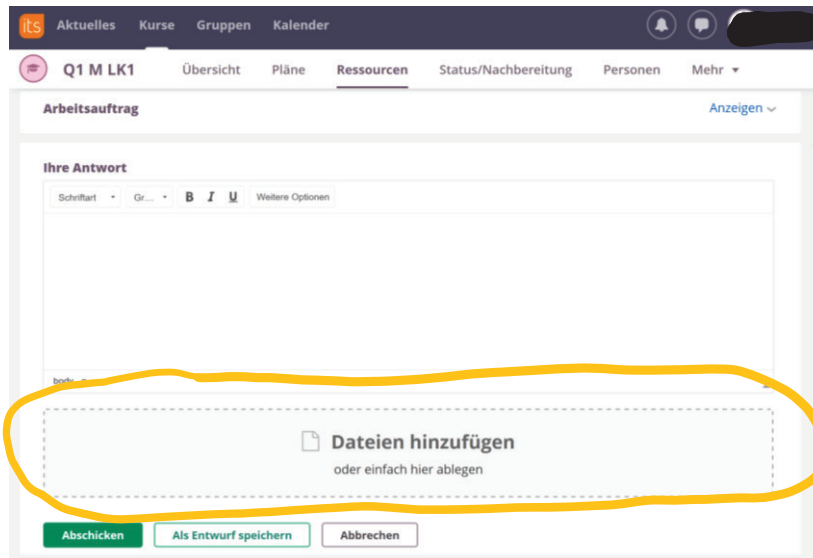 its Aktuelles Kurse Gruppen Kalender
Q1 M LK1 Übersicht Pläne Ressourcen Status/Nachbereitung Personen Mehr
Arbeitsauftrag Anzeigen
Ihre Antwort
Schriftart Gr... B I U Weitere Optionen
body
Dateien hinzufügen
oder einfach hier ablegen
Abschicken Als Entwurf speichern Abbrechen